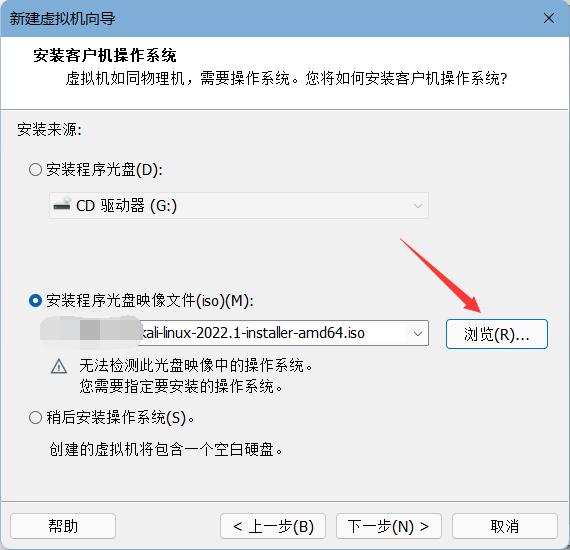 新建虚拟机向导
安装客户机操作系统
虚拟机如同物理机，需要操作系统。您将如何安装客户机操作系统?
安装来源:
安装程序光盘(D):
CD 驱动器 (G:)
安装程序光盘映像文件(iso)(M):
kali-linux-2022.1-installer-amd64.iso
浏览(R)...
无法检测此光盘映像中的操作系统。
您需要指定要安装的操作系统。
稍后安装操作系统(S)。
创建的虚拟机将包含一个空白硬盘。
帮助
< 上一步(B)
下一步(N) >
取消